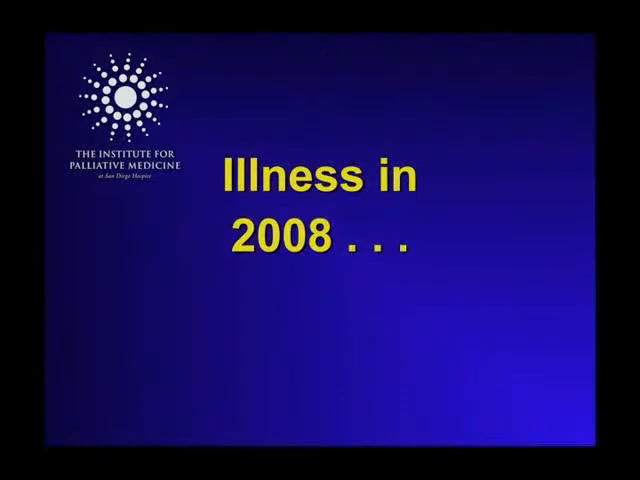 THE INSTITUTE FOR
PALLIATIVE MEDICINE
at San Diego Hospice
Illness in
2008 . . .